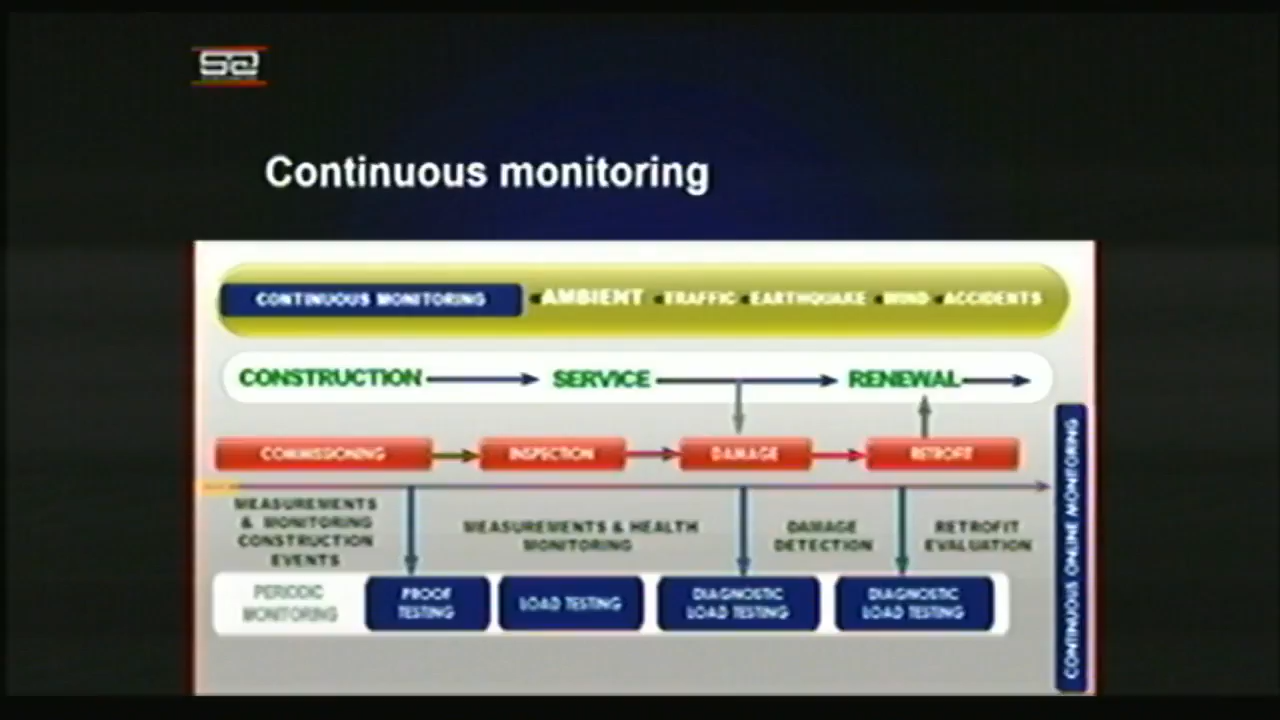 Continuous monitoring
CONTINUOUS MONITORING AMBIENT TRAFFIC EARTHQUAKE WIND ACCIDENTS
CONSTRUCTION SERVICE RENEWAL
COMMISSIONING INSPECTION DAMAGE RETROFIT
MEASUREMENTS
& MONITORING
CONSTRUCTION
EVENTS
MEASUREMENTS & HEALTH
MONITORING
DAMAGE
DETECTION
RETROFIT
EVALUATION
PERIODIC
MONITORING
PROOF
TESTING
LOAD TESTING
DIAGNOSTIC
LOAD TESTING
DIAGNOSTIC
LOAD TESTING
CONTINUOUS ONLINE MONITORING